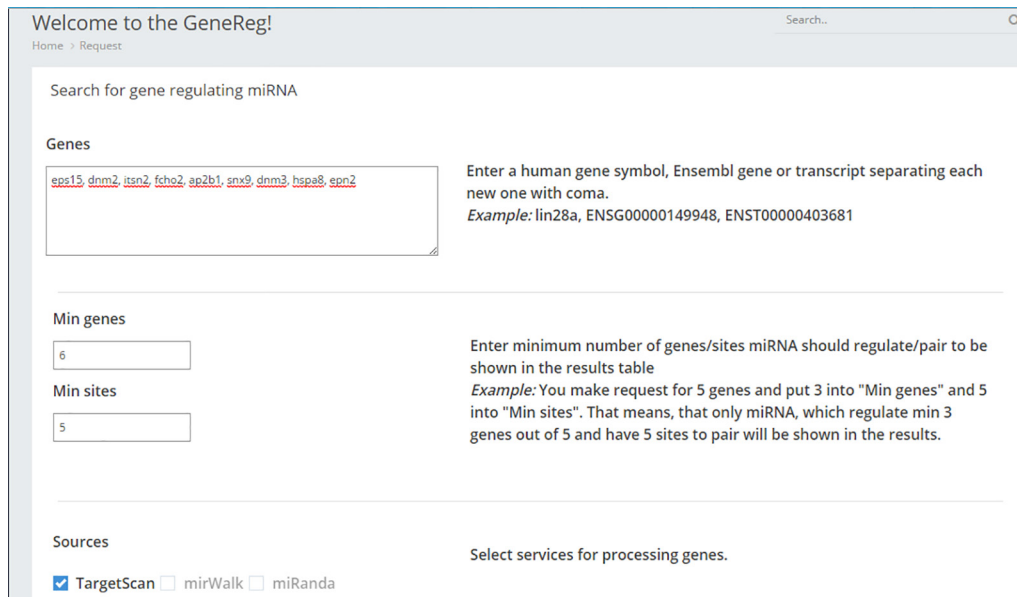 Welcome to the GeneReg!
Search..
Home > Request
Search for gene regulating miRNA
Genes
eps15, dnm2, itsn2, fcho2, ap2b1, snx9, dnm3, hspa8, epn2
Enter a human gene symbol, Ensembl gene or transcript separating each
new one with coma.
Example: lin28a, ENSG00000149948, ENST00000403681
Min genes
6
Min sites
5
Enter minimum number of genes/sites miRNA should regulate/pair to be
shown in the results table
Example: You make request for 5 genes and put 3 into "Min genes" and 5
into "Min sites". That means, that only miRNA, which regulate min 3
genes out of 5 and have 5 sites to pair will be shown in the results.
Sources
Select services for processing genes.
TargetScan mirWalk miRanda